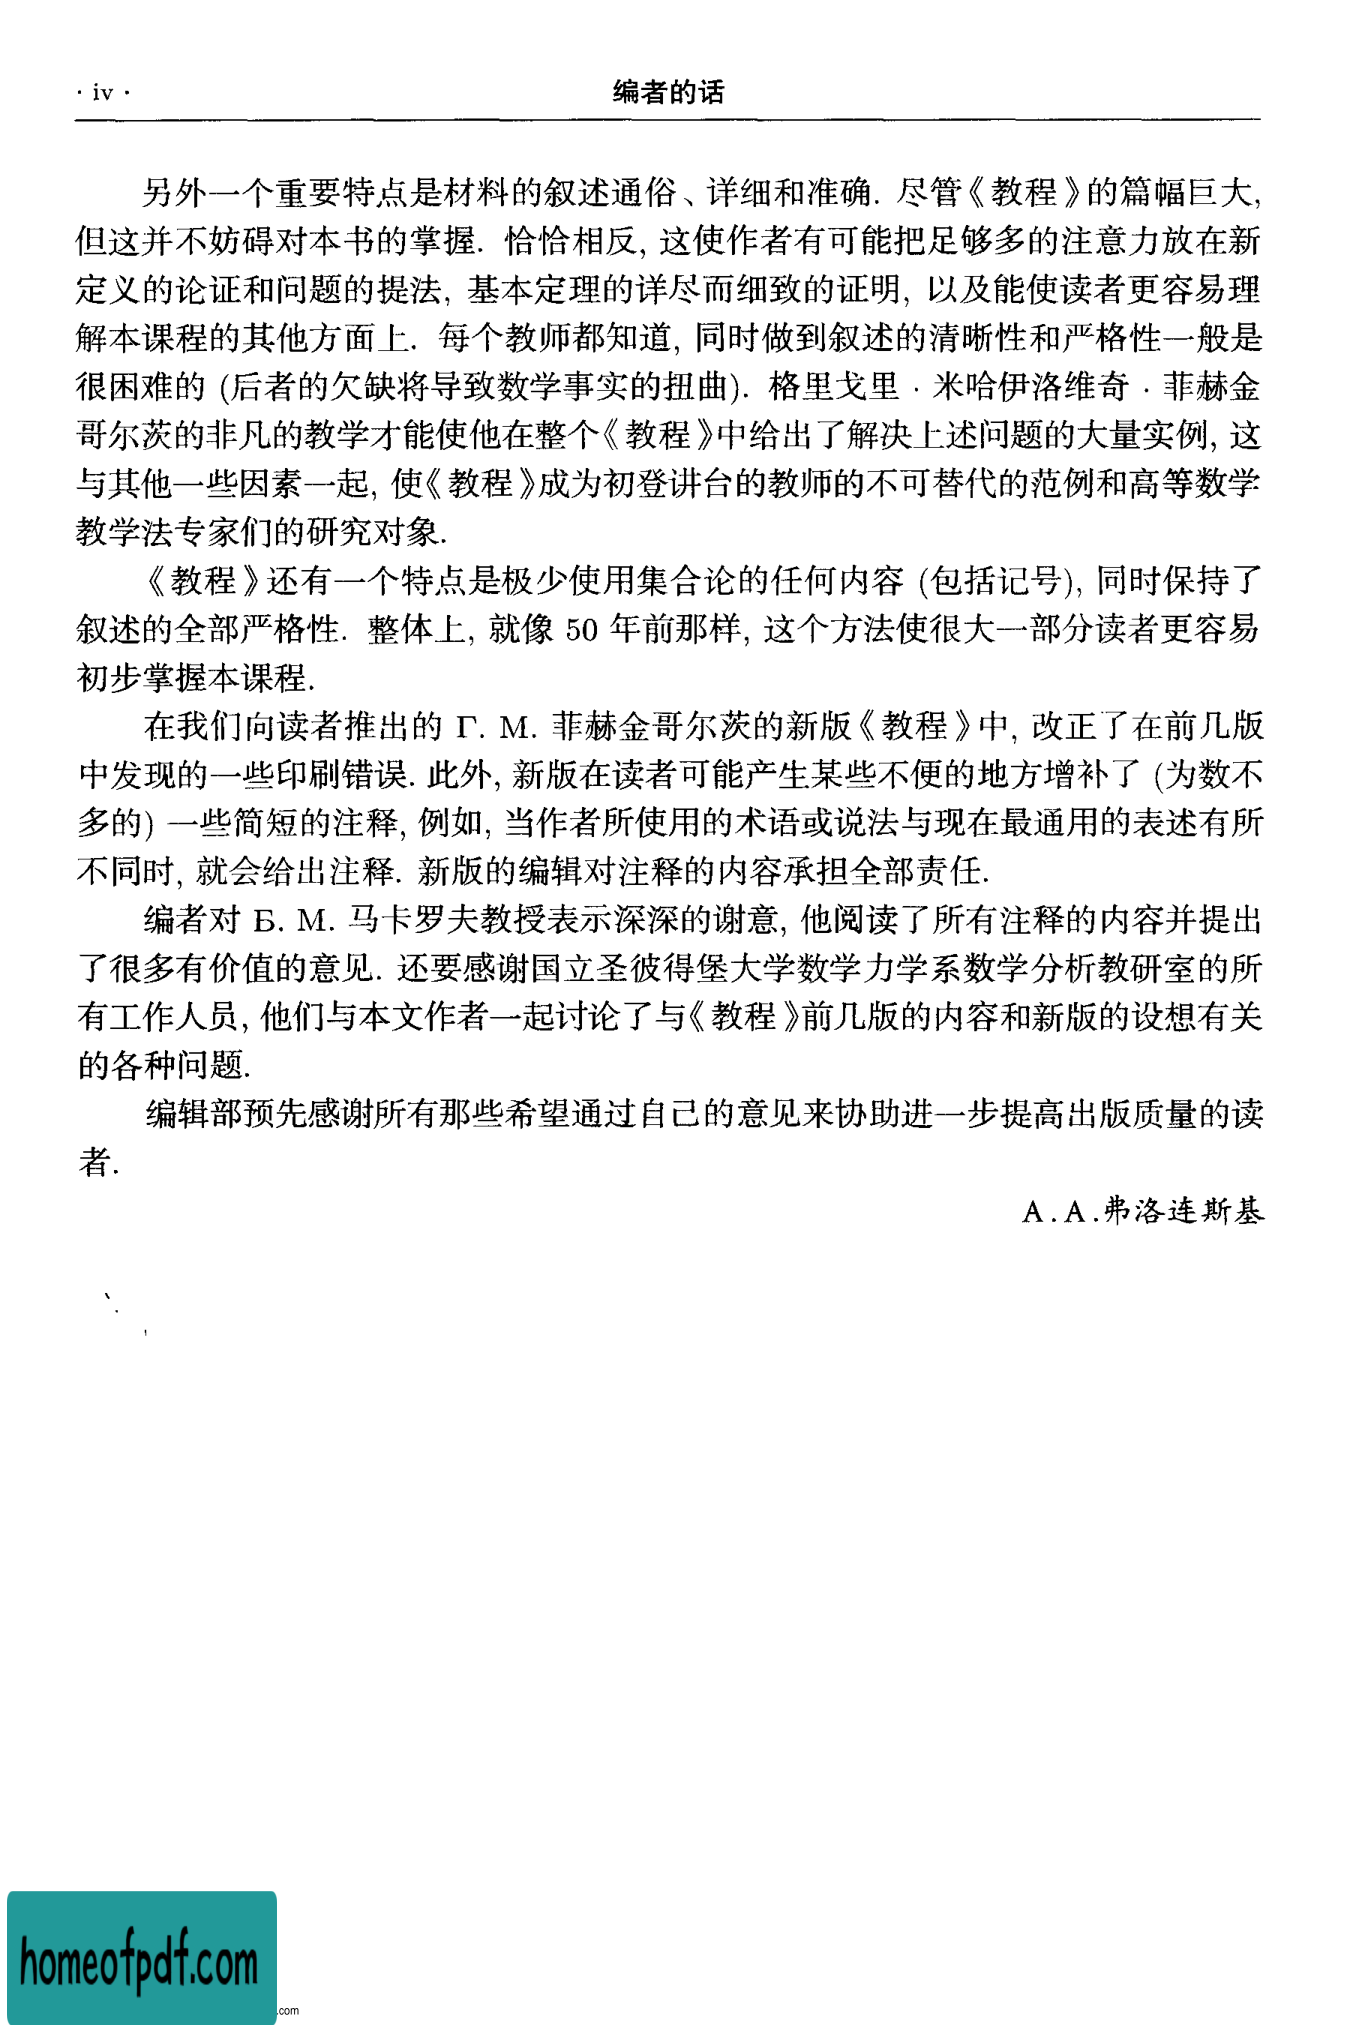 · iv ·
编者的话
另外一个重要特点是材料的叙述通俗、详细和准确. 尽管《教程》的篇幅巨大,
但这并不妨碍对本书的掌握. 恰恰相反, 这使作者有可能把足够多的注意力放在新
定义的论证和问题的提法, 基本定理的详尽而细致的证明, 以及能使读者更容易理
解本课程的其他方面上. 每个教师都知道, 同时做到叙述的清晰性和严格性一般是
很困难的 (后者的欠缺将导致数学事实的扭曲). 格里戈里 · 米哈伊洛维奇 · 菲赫金
哥尔茨的非凡的教学才能使他在整个《教程》中给出了解决上述问题的大量实例, 这
与其他一些因素一起, 使《教程》成为初登讲台的教师的不可替代的范例和高等数学
教学法专家们的研究对象.
《教程》还有一个特点是极少使用集合论的任何内容 (包括记号), 同时保持了
叙述的全部严格性. 整体上, 就像 50 年前那样, 这个方法使很大一部分读者更容易
初步掌握本课程.
在我们向读者推出的 Г. М. 菲赫金哥尔茨的新版《教程》中, 改正了在前几版
中发现的一些印刷错误. 此外, 新版在读者可能产生某些不便的地方增补了 (为数不
多的) 一些简短的注释, 例如, 当作者所使用的术语或说法与现在最通用的表述有所
不同时, 就会给出注释. 新版的编辑对注释的内容承担全部责任.
编者对 Б. М. 马卡罗夫教授表示深深的谢意, 他阅读了所有注释的内容并提出
了很多有价值的意见. 还要感谢国立圣彼得堡大学数学力学系数学分析教研室的所
有工作人员, 他们与本文作者一起讨论了与《教程》前几版的内容和新版的设想有关
的各种问题.
编辑部预先感谢所有那些希望通过自己的意见来协助进一步提高出版质量的读
者.
А.А.弗洛连斯基
homeofpdf.com
.com